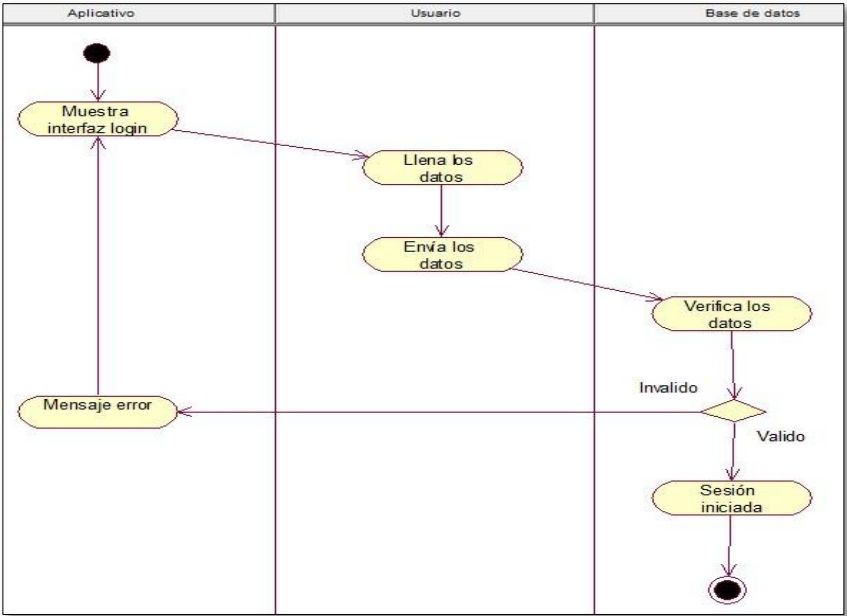 Aplicativo
Usuario
Base de datos
Muestra
interfaz login
Llena los
datos
Envía los
datos
Verifica los
datos
Invalido
Mensaje error
Valido
Sesión
iniciada